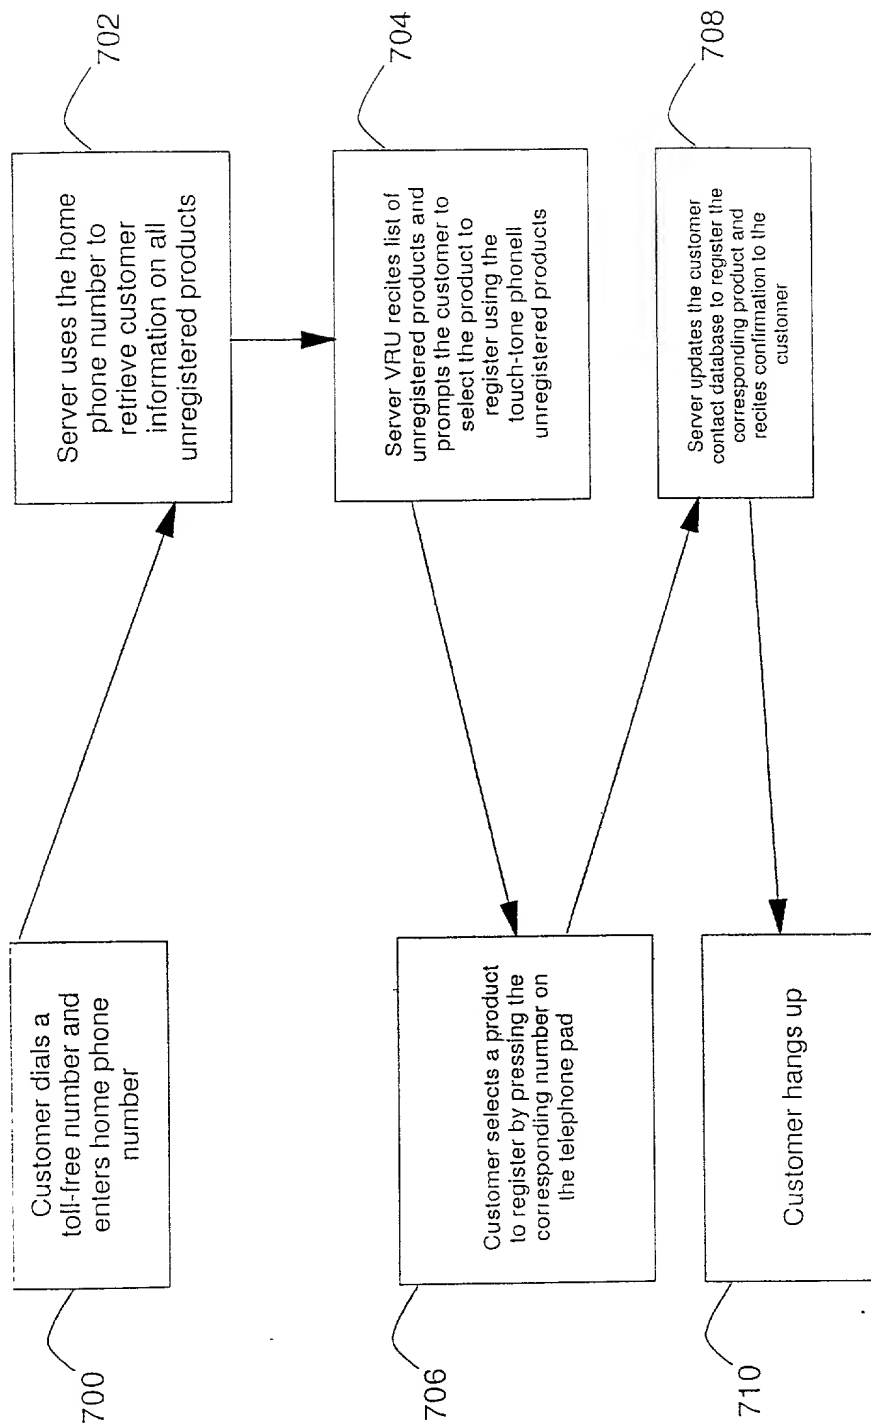 700
Customer dials a
toll-free number and
enters home phone
number
702
Server uses the home
phone number to
retrieve customer
information on all
unregistered products
704
Server VRU recites list of
unregistered products and
prompts the customer to
select the product to
register using the
touch-tone phonell
unregistered products
706
Customer selects a product
to register by pressing the
corresponding number on
the telephone pad
708
Server updates the customer
contact database to register the
corresponding product and
recites confirmation to the
customer
710
Customer hangs up